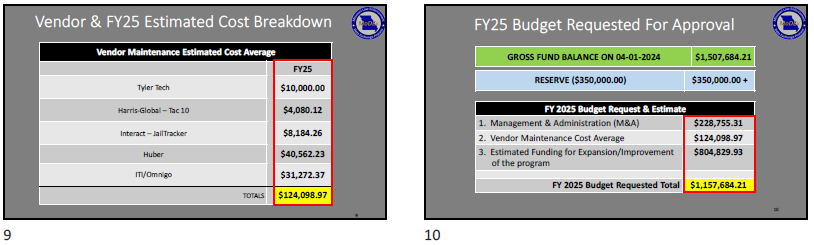 Vendor & FY25 Estimated Cost Breakdown
Vendor Maintenance Estimated Cost Average
FY25
Tyler Tech $10,000.00
Harris-Global – Tac 10 $4,080.12
Interact – JailTracker $8,184.26
Huber $40,562.23
ITI/Omnigo $31,272.37
TOTALS $124,098.97
9
FY25 Budget Requested For Approval
GROSS FUND BALANCE ON 04-01-2024 $1,507,684.21
RESERVE ($350,000.00) $350,000.00 +
FY 2025 Budget Request & Estimate
1. Management & Administration (M&A) $228,755.31
2. Vendor Maintenance Cost Average $124,098.97
3. Estimated Funding for Expansion/Improvement $804,829.93
of the program
FY 2025 Budget Requested Total $1,157,684.21
10
10